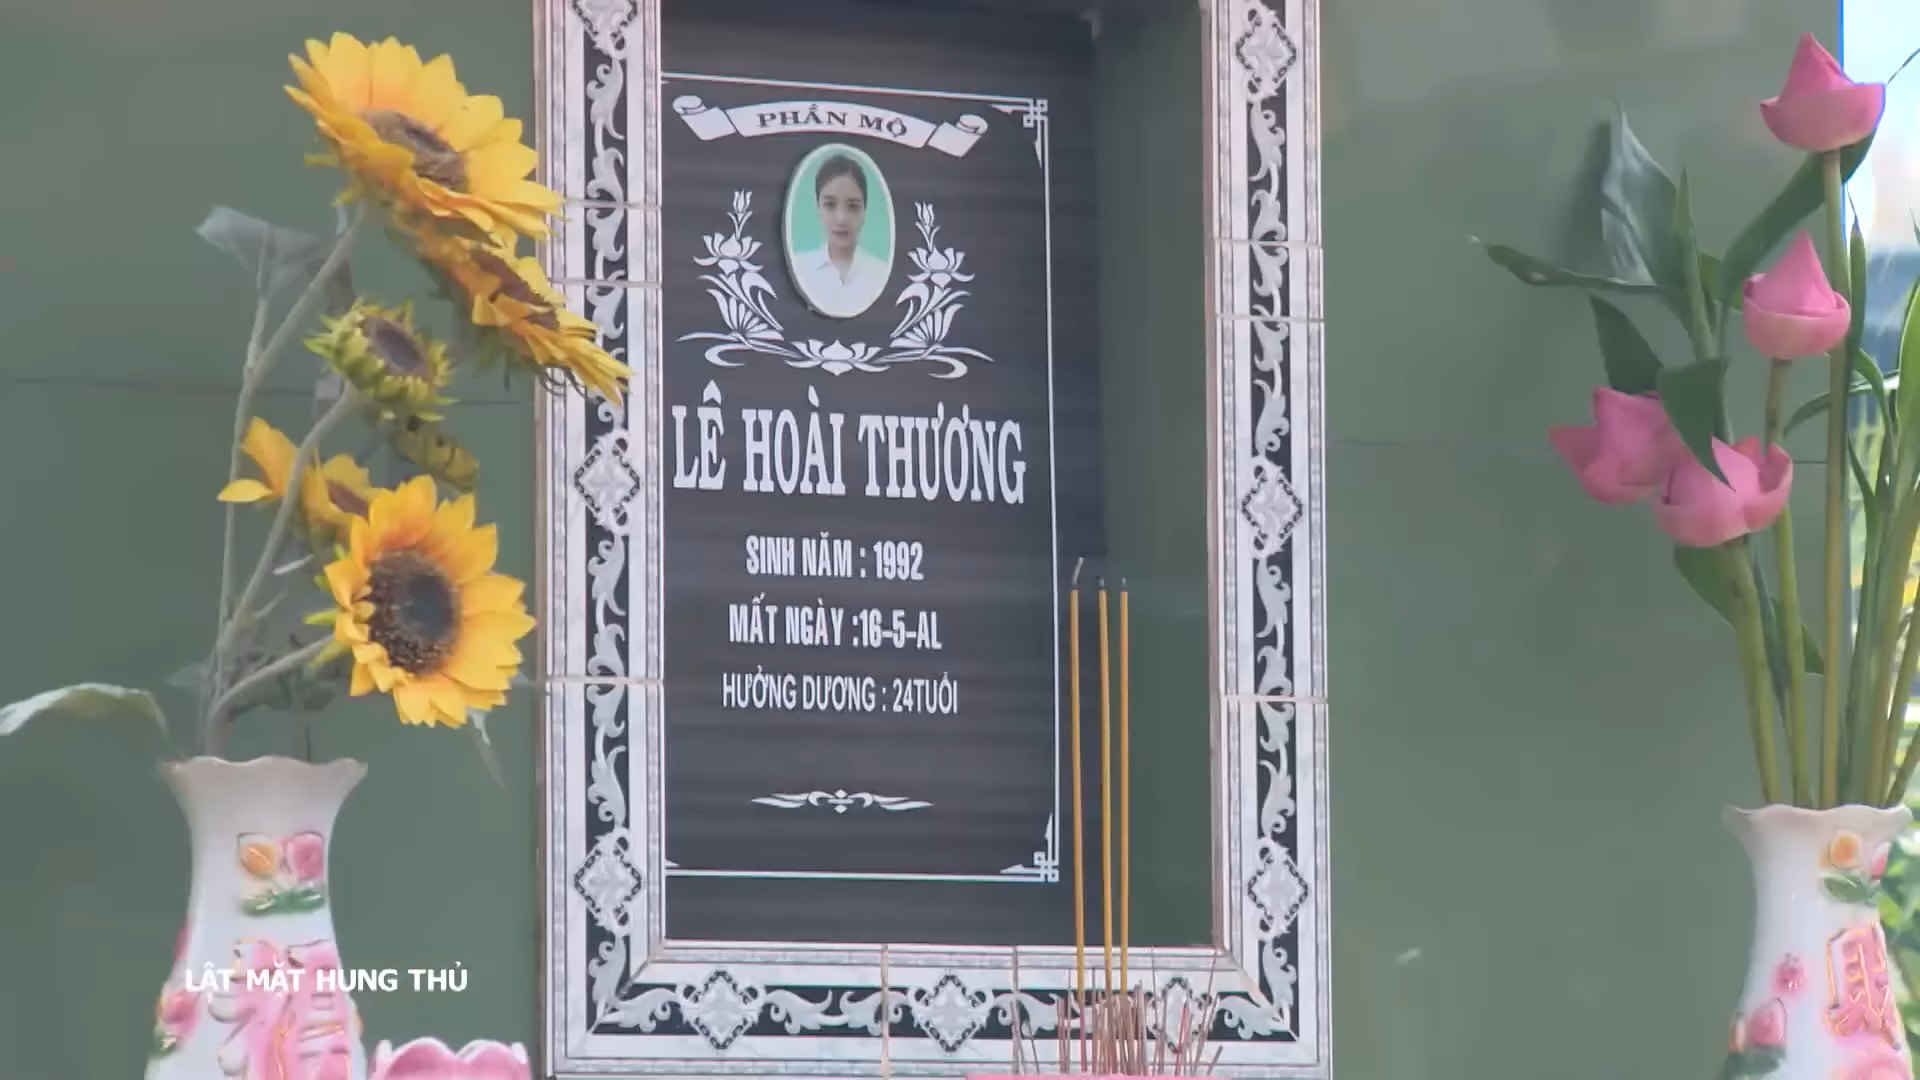 PHẦN MỘ
LÊ HOÀI THƯƠNG
SINH NĂM : 1992
MẤT NGÀY :16-5-AL
HƯỞNG DƯƠNG : 24TUỔI
LẬT MẶT HUNG THỦ